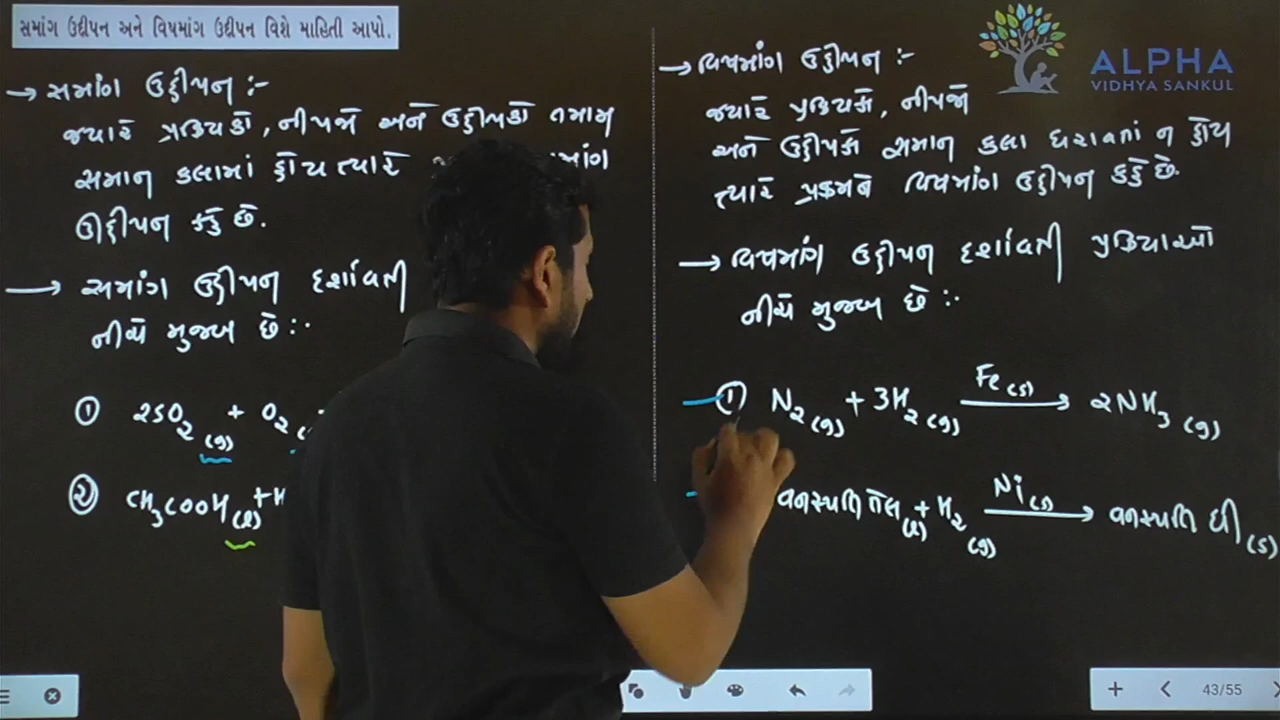 સમાંગ ઉદ્દીપન અને વિષમાંગ ઉદ્દીપન વિશે માહિતી આપો.
→ સમાંગ ઉદ્દીપન :-
જ્યારે પ્રક્રિયકો, નીપજો અને ઉદ્દીપકો તમામ
સમાન કલામાં હોય ત્યારે
ઊદ્દીપન કહે છે.
→ સમાંગ ઉદ્દીપન દર્શાવતી
નીચે મુજબ છે :-
① 2SO₂(g) + O₂
② CH₃COOH(l) + H
→ વિષમાંગ ઉદ્દીપન :-
જ્યારે પ્રક્રિયકો, નીપજો
અને ઉદ્દીપકો સમાન કલા ધરાવતાં ન હોય
ત્યારે પ્રક્રમને વિષમાંગ ઉદ્દીપન કહે છે.
→ વિષમાંગ ઉદ્દીપન દર્શાવતી પ્રક્રિયાઓ
નીચે મુજબ છે :-
① N₂(g) + 3H₂(g) Fe(s) → 2NH₃(g)
વનસ્પતિ તેલ(l) + H₂(g) Ni(s) → વનસ્પતિ ઘી(s)
ALPHA
VIDHYA SANKUL
43/55